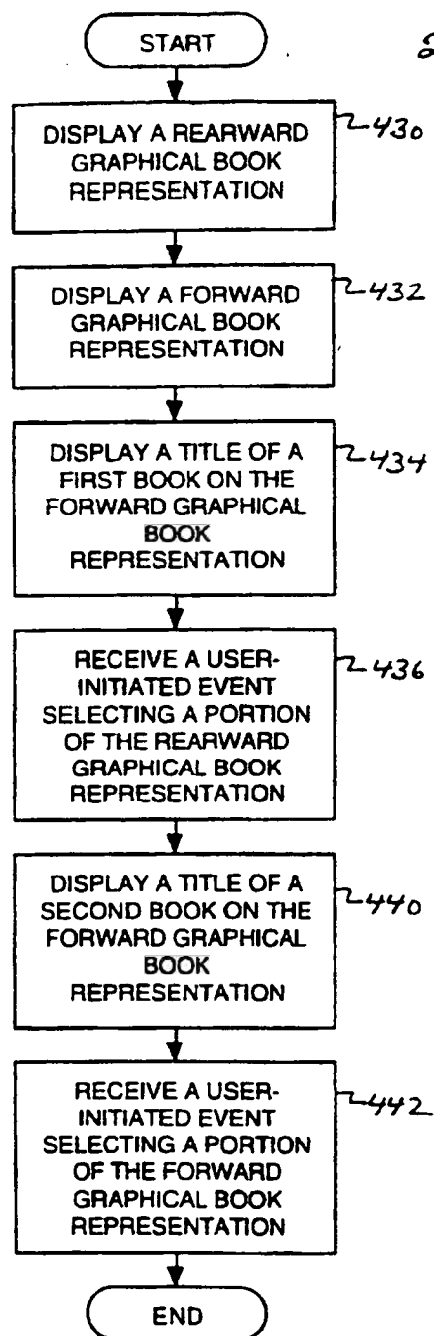 START
DISPLAY A REARWARD
GRAPHICAL BOOK
REPRESENTATION
430
DISPLAY A FORWARD
GRAPHICAL BOOK
REPRESENTATION
432
DISPLAY A TITLE OF A
FIRST BOOK ON THE
FORWARD GRAPHICAL
BOOK
REPRESENTATION
434
RECEIVE A USER-
INITIATED EVENT
SELECTING A PORTION
OF THE REARWARD
GRAPHICAL BOOK
REPRESENTATION
436
DISPLAY A TITLE OF A
SECOND BOOK ON THE
FORWARD GRAPHICAL
BOOK
REPRESENTATION
440
RECEIVE A USER-
INITIATED EVENT
SELECTING A PORTION
OF THE FORWARD
GRAPHICAL BOOK
REPRESENTATION
442
END